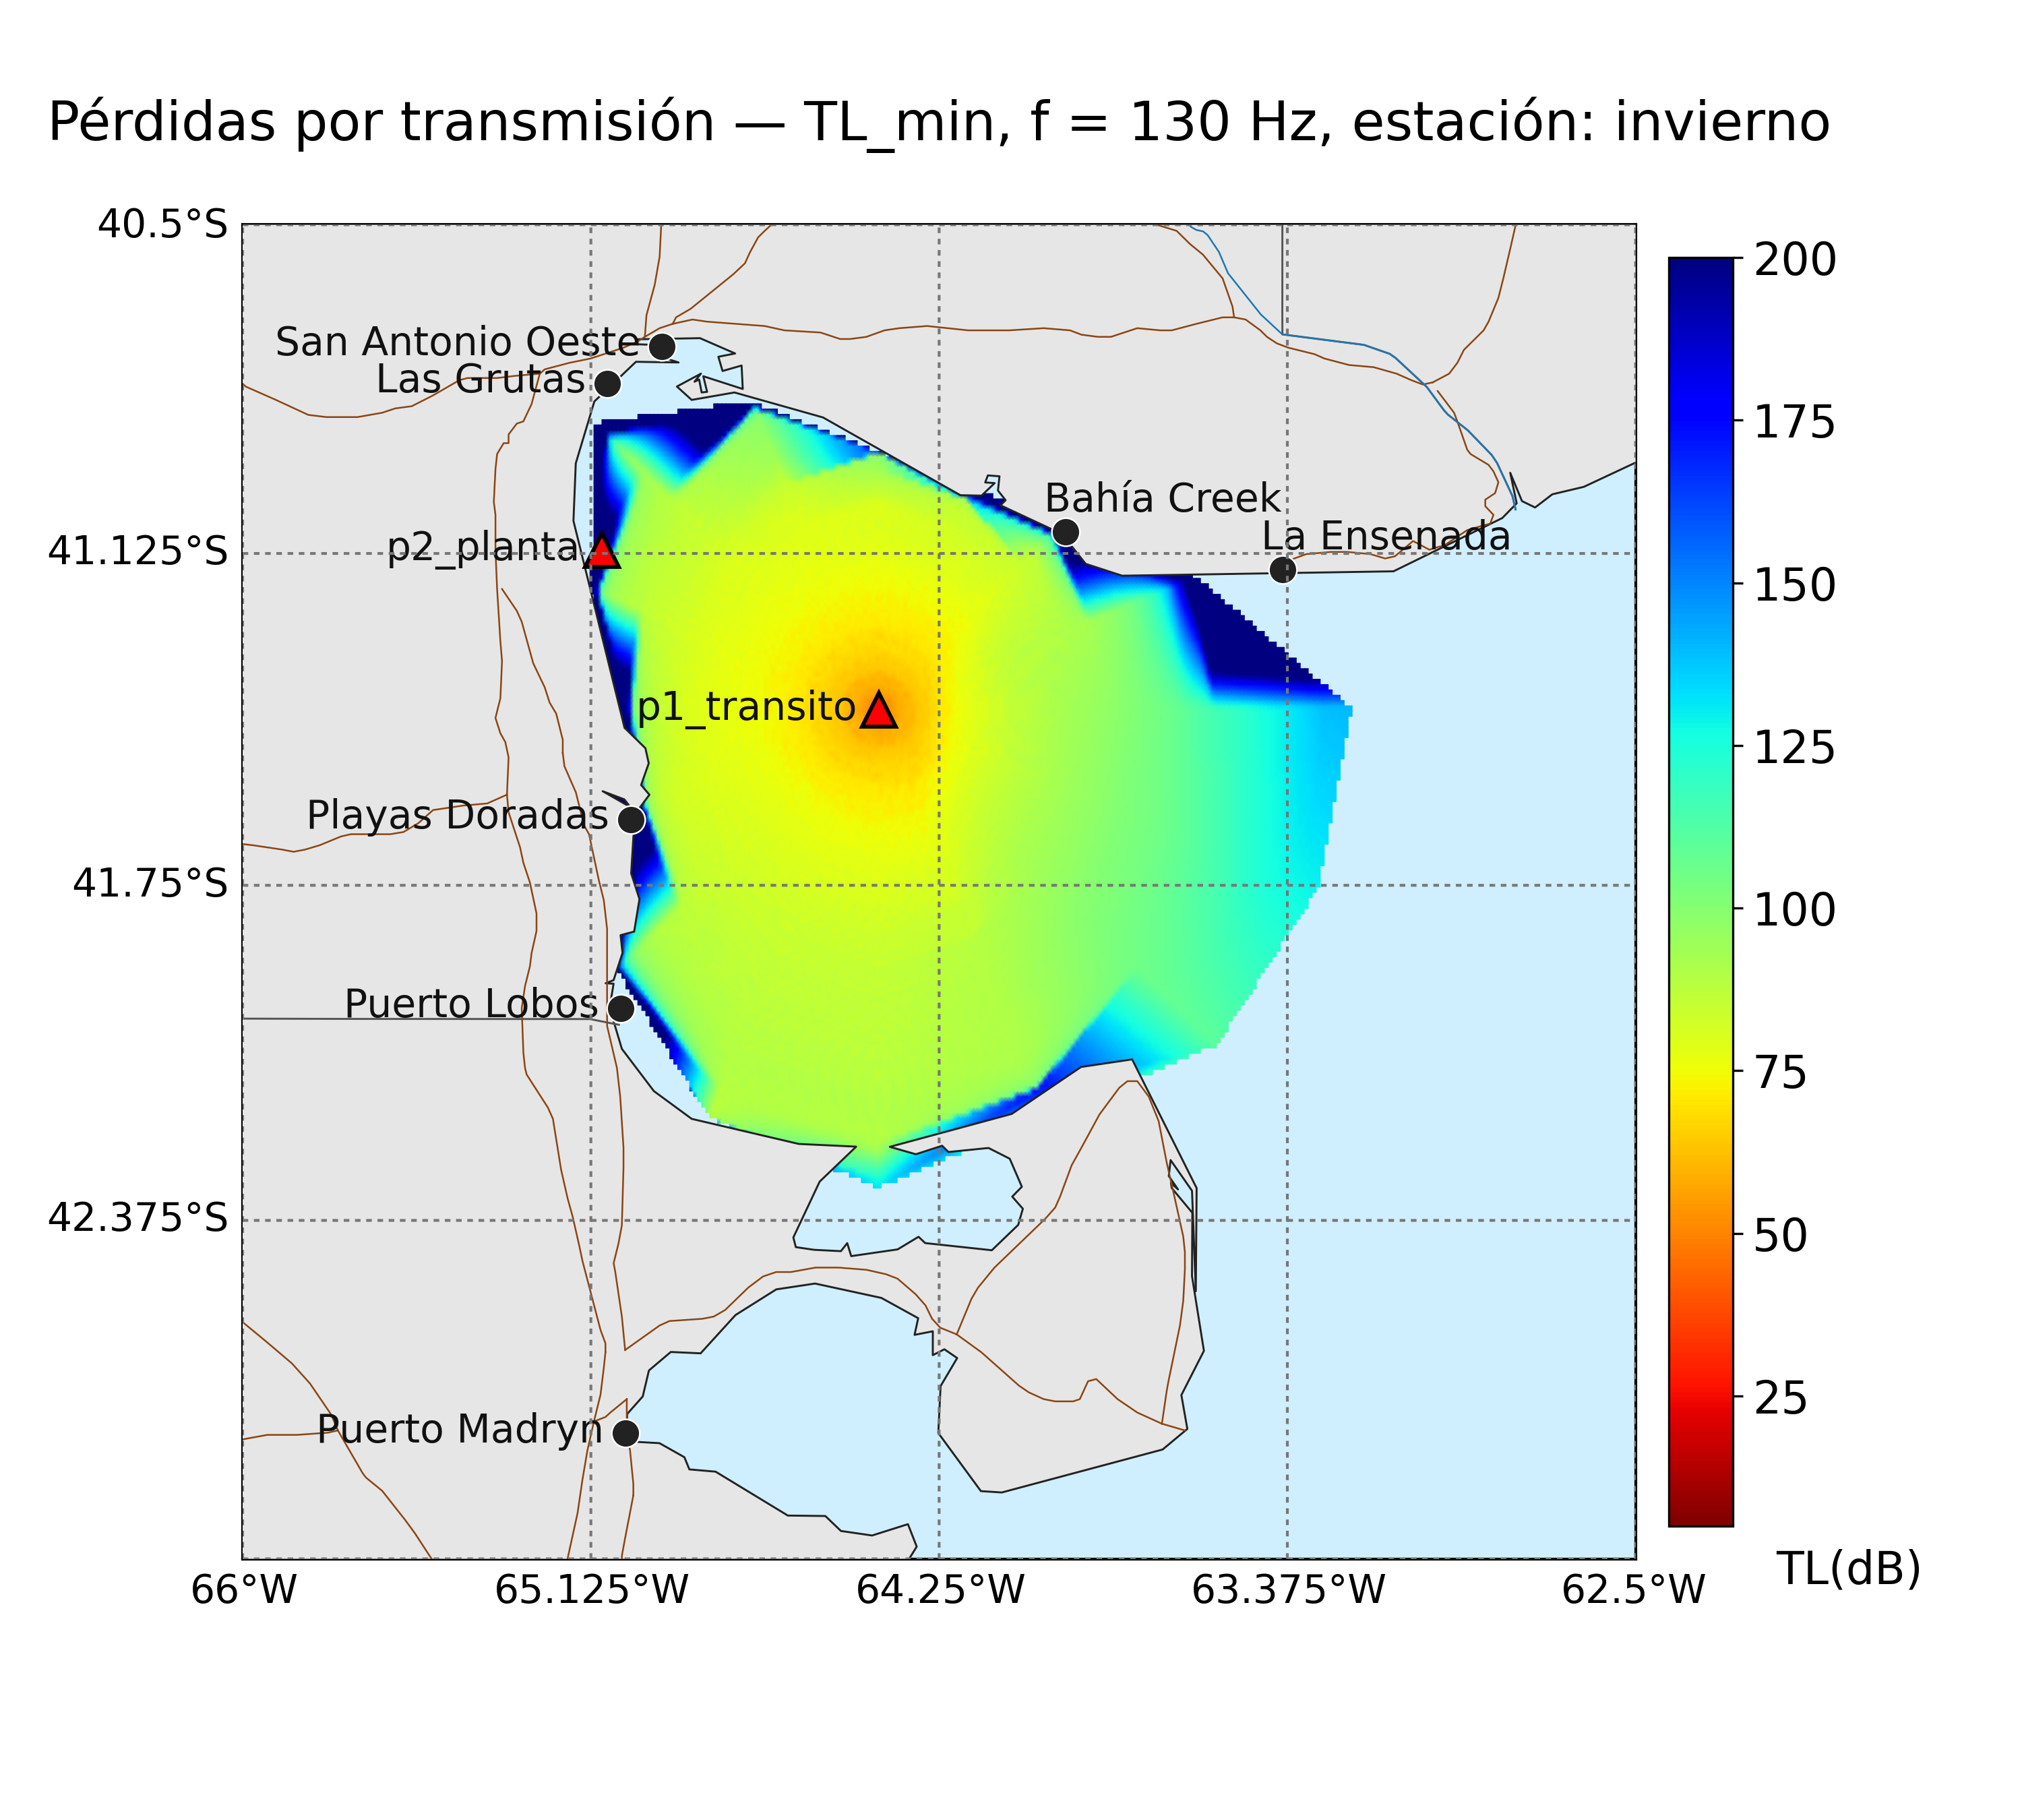 Pérdidas por transmisión — TL_min, f = 130 Hz, estación: invierno
40.5°S
200
San Antonio Oeste
Las Grutas
175
Bahía Creek
La Ensenada
41.125°S
p2_planta
150
p1_transito
125
Playas Doradas
41.75°S
100
Puerto Lobos
75
42.375°S
50
25
Puerto Madryn
TL(dB)
66°W
65.125°W
64.25°W
63.375°W
62.5°W